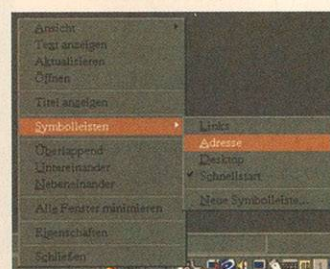 Ansicht
Text anzeigen
Aktualisieren
Öffnen
Titel anzeigen
Symbolleisten
Überlappend
Untereinander
Nebeneinander
Alle Fenster minimieren
Eigenschaften
Schließen
Links
Adresse
Desktop
Schnellstart
Neue Symbolleiste...